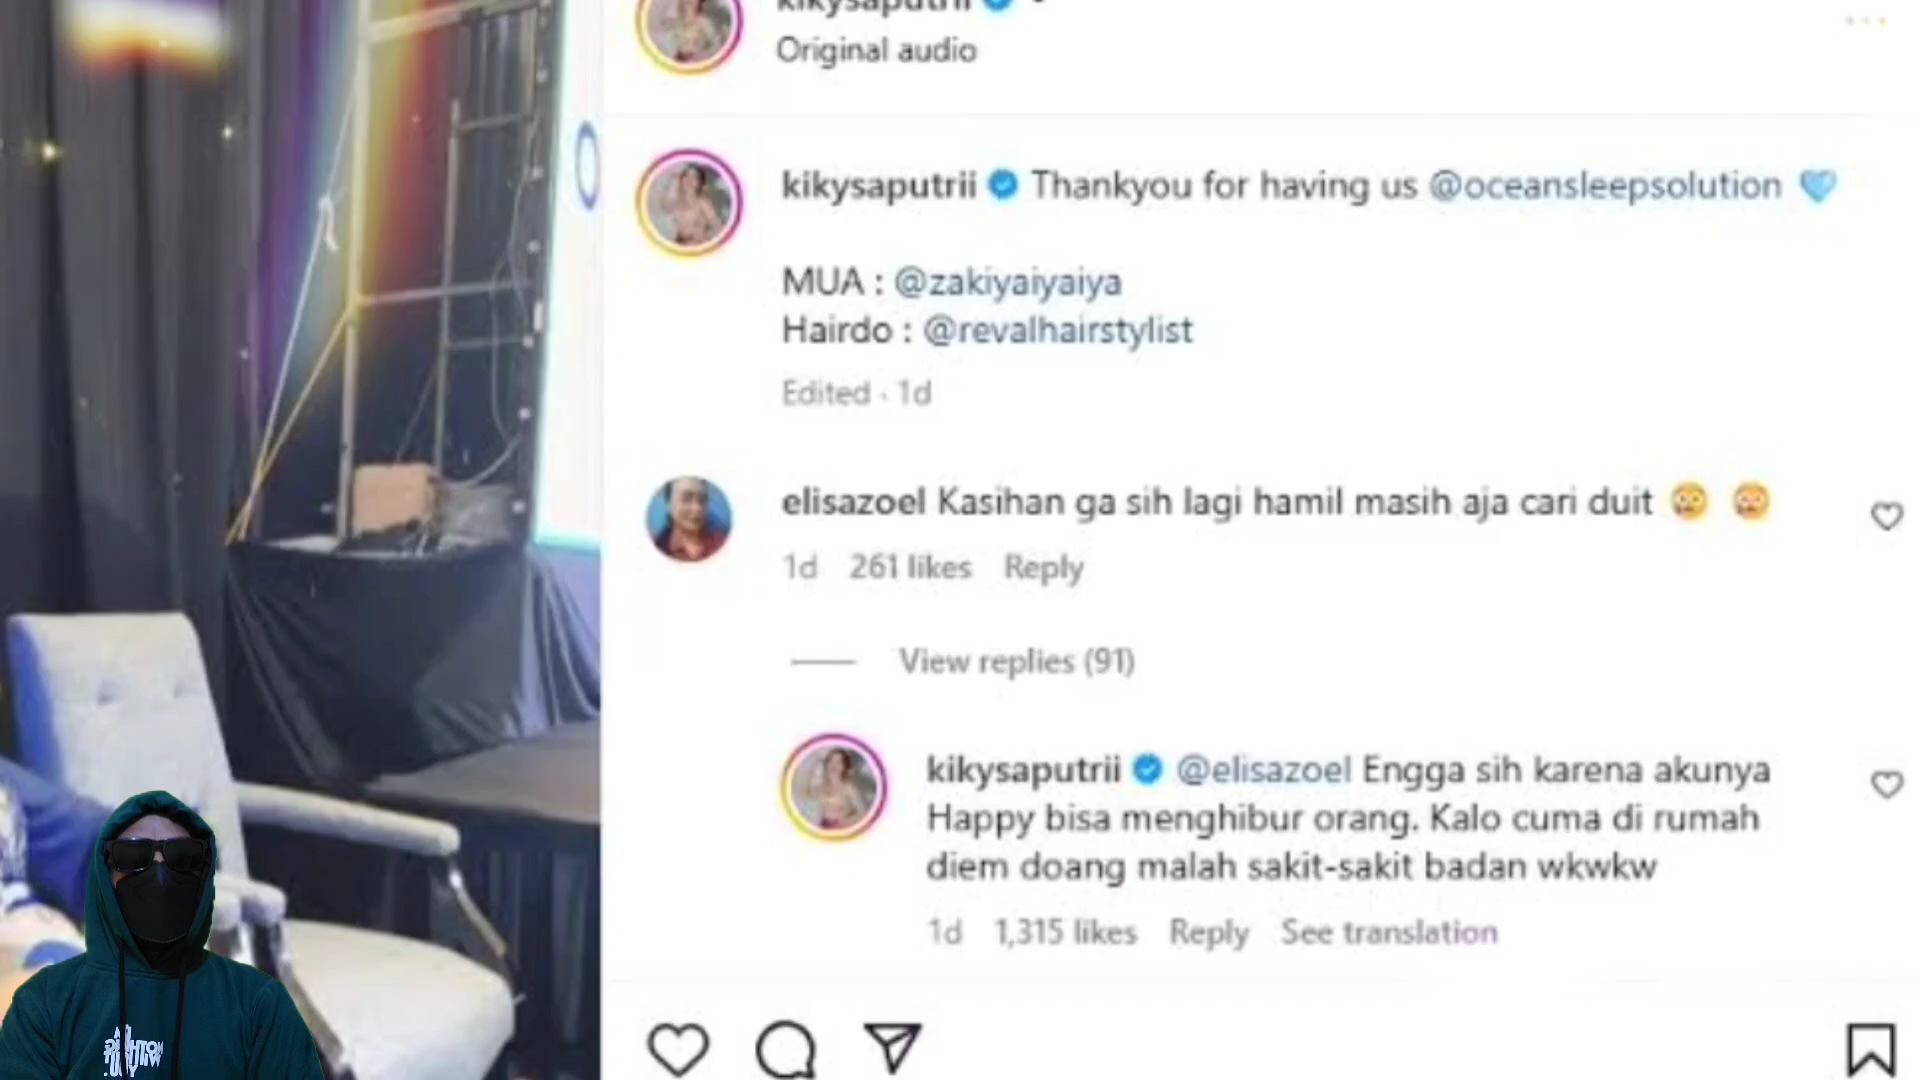 kikysaputrii
Original audio
kikysaputrii Thankyou for having us @oceansleepsolution 🩵
MUA : @zakiyaiyaiya
Hairdo : @revalhairstylist
Edited · 1d
elisazoel Kasihan ga sih lagi hamil masih aja cari duit 😳 😳
1d 261 likes Reply
View replies (91)
kikysaputrii @elisazoel Engga sih karena akunya
Happy bisa menghibur orang. Kalo cuma di rumah
diem doang malah sakit-sakit badan wkwkw
1d 1,315 likes Reply See translation